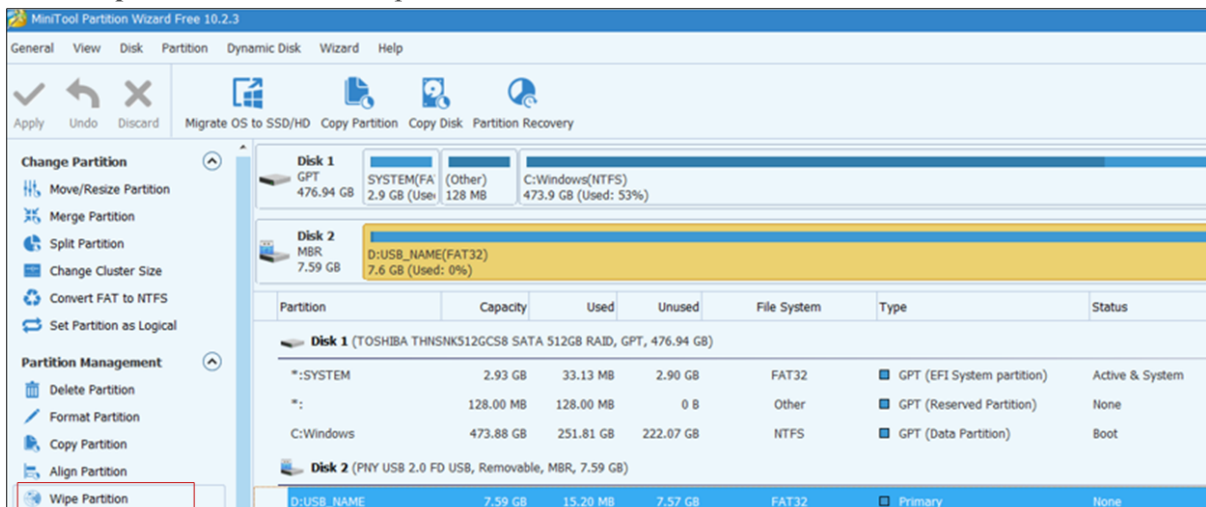 MiniTool Partition Wizard Free 10.2.3
General View Disk Partition Dynamic Disk Wizard Help
Apply Undo Discard Migrate OS to SSD/HD Copy Partition Copy Disk Partition Recovery
Change Partition
Move/Resize Partition
Merge Partition
Split Partition
Change Cluster Size
Convert FAT to NTFS
Set Partition as Logical
Partition Management
Delete Partition
Format Partition
Copy Partition
Align Partition
Wipe Partition
Disk 1
GPT
476.94 GB
SYSTEM(FA
2.9 GB (Use
(Other)
128 MB
C:Windows(NTFS)
473.9 GB (Used: 53%)
Disk 2
MBR
7.59 GB
D:USB_NAME(FAT32)
7.6 GB (Used: 0%)
Partition Capacity Used Unused File System Type Status
Disk 1 (TOSHIBA THNSNK512GCS8 SATA 512GB RAID, GPT, 476.94 GB)
*:SYSTEM 2.93 GB 33.13 MB 2.90 GB FAT32 GPT (EFI System partition) Active & System
*: 128.00 MB 128.00 MB 0 B Other GPT (Reserved Partition) None
C:Windows 473.88 GB 251.81 GB 222.07 GB NTFS GPT (Data Partition) Boot
Disk 2 (PNY USB 2.0 FD USB, Removable, MBR, 7.59 GB)
D:USB_NAME 7.59 GB 15.20 MB 7.57 GB FAT32 Primary None